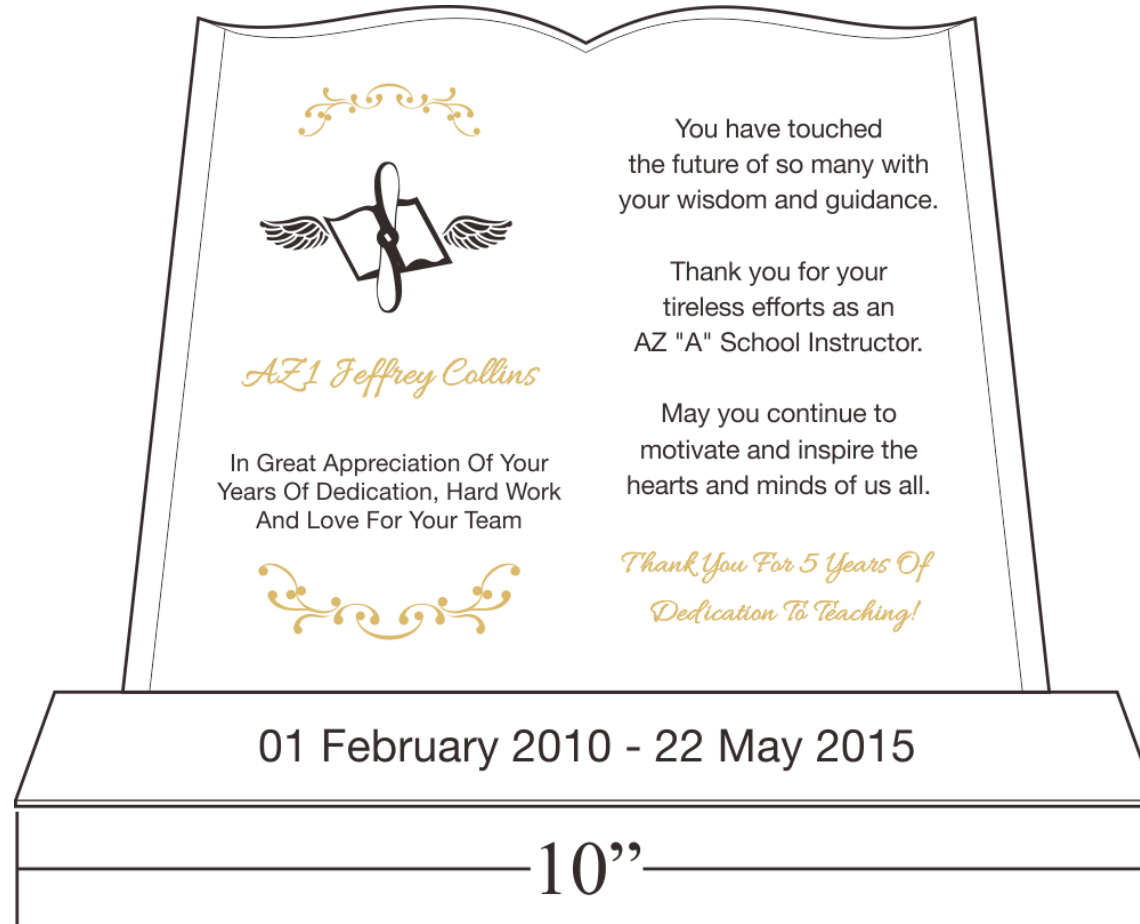 AZ1 Jeffrey Collins
In Great Appreciation Of Your
Years Of Dedication, Hard Work
And Love For Your Team
You have touched
the future of so many with
your wisdom and guidance.
Thank you for your
tireless efforts as an
AZ "A" School Instructor.
May you continue to
motivate and inspire the
hearts and minds of us all.
Thank You For 5 Years Of
Dedication To Teaching!
01 February 2010 - 22 May 2015
10”